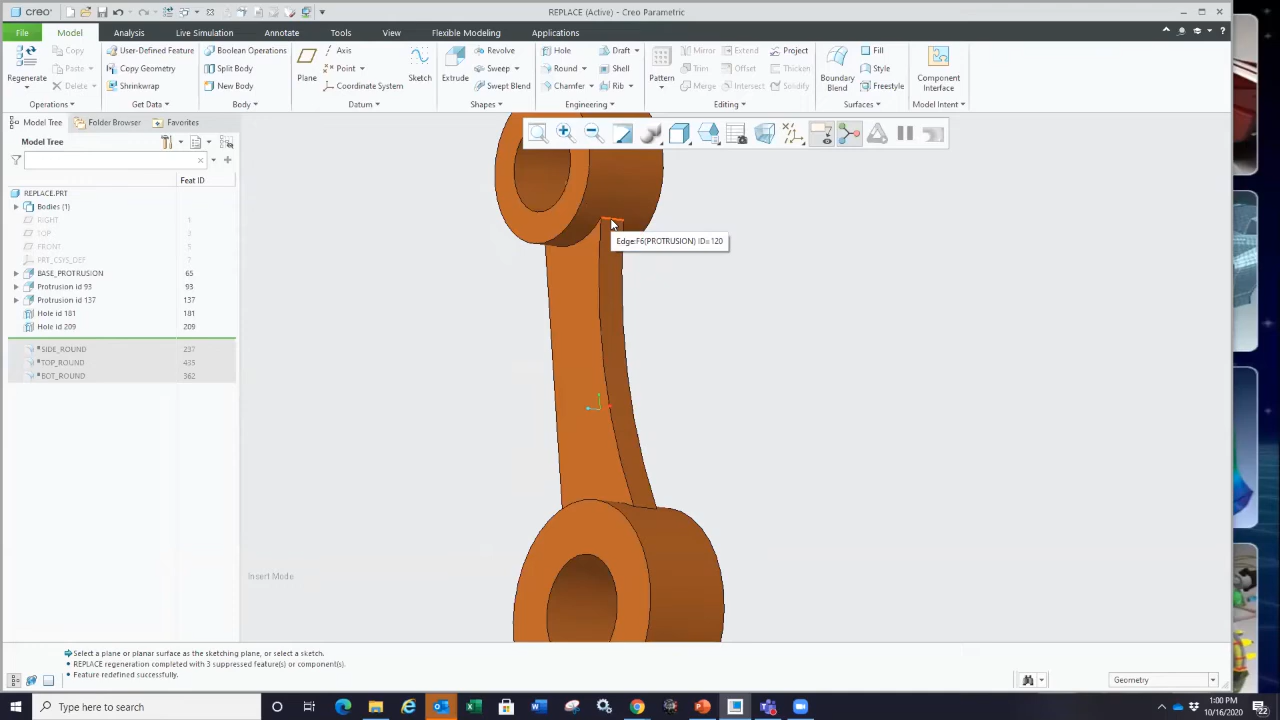 creo
REPLACE (Active) - Creo Parametric
File Model Analysis Live Simulation Annotate Tools View Flexible Modeling Applications
Regenerate
Copy
Paste
Delete
Operations
User-Defined Feature
Copy Geometry
Shrinkwrap
Get Data
Boolean Operations
Split Body
New Body
Body
Plane
Axis
Point
Coordinate System
Sketch
Datum
Extrude
Revolve
Sweep
Swept Blend
Shapes
Hole
Round
Chamfer
Draft
Shell
Rib
Engineering
Pattern
Mirror
Trim
Merge
Extend
Offset
Intersect
Project
Thicken
Solidify
Editing
Boundary
Blend
Fill
Style
Freestyle
Surfaces
Component
Interface
Model Intent
Model Tree Folder Browser Favorites
Model Tree
Feat ID
REPLACE.PRT
Bodies (1)
RIGHT 1
TOP 3
FRONT 5
PRT_CSYS_DEF 7
BASE_PROTRUSION 65
Protrusion id 93 93
Protrusion id 137 137
Hole id 181 181
Hole id 209 209
SIDE_ROUND 237
TOP_ROUND 435
BOT_ROUND 362
Edge:F6(PROTRUSION) ID=120
Insert Mode
Select a plane or planar surface as the sketching plane, or select a sketch.
REPLACE regeneration completed with 3 suppressed feature(s) or component(s).
Feature redefined successfully.
Geometry
Type here to search
1:00 PM
10/16/2020
22